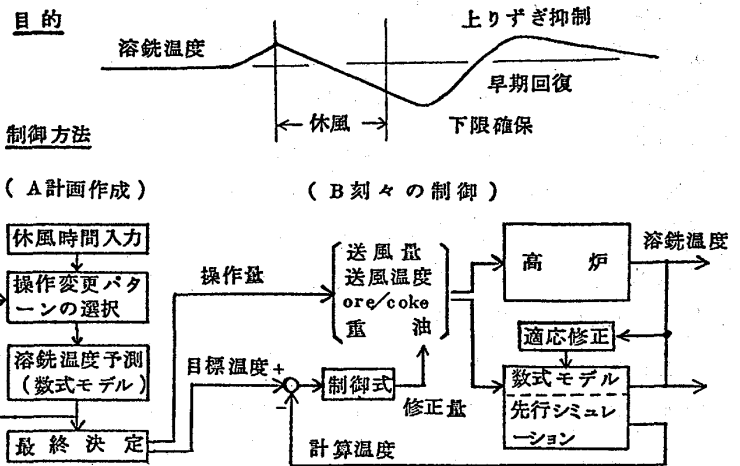 目的
溶銑温度
上りずぎ抑制
早期回復
休風
下限確保
制御方法
(A計画作成)
(B刻々の制御)
休風時間入力
操作変更パタ
ーンの選択
溶銑温度予測
(数式モデル)
最終決定
操作量
目標温度+
-
計算温度
送風量
送風温度
ore/coke
重油
制御式
修正量
高炉
溶銑温度
適応修正
数式モデル
先行シミュレ
ーション